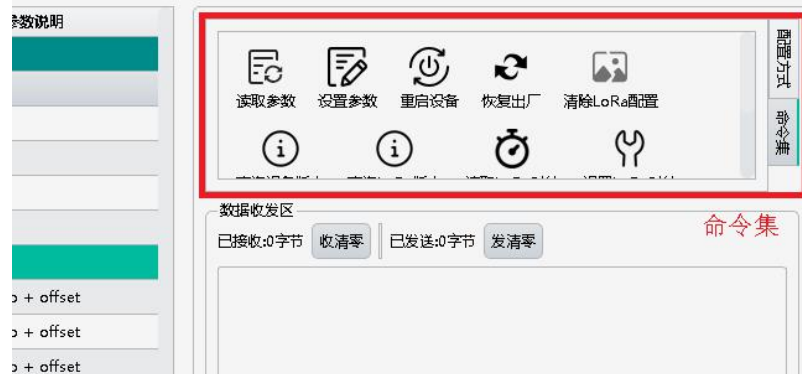 参数说明
配置方式
命令集
读取参数 设置参数 重启设备 恢复出厂 清除LoRa配置
数据收发区
命令集
已接收:0字节 收清零 已发送:0字节 发清零
+ offset
+ offset
+ offset